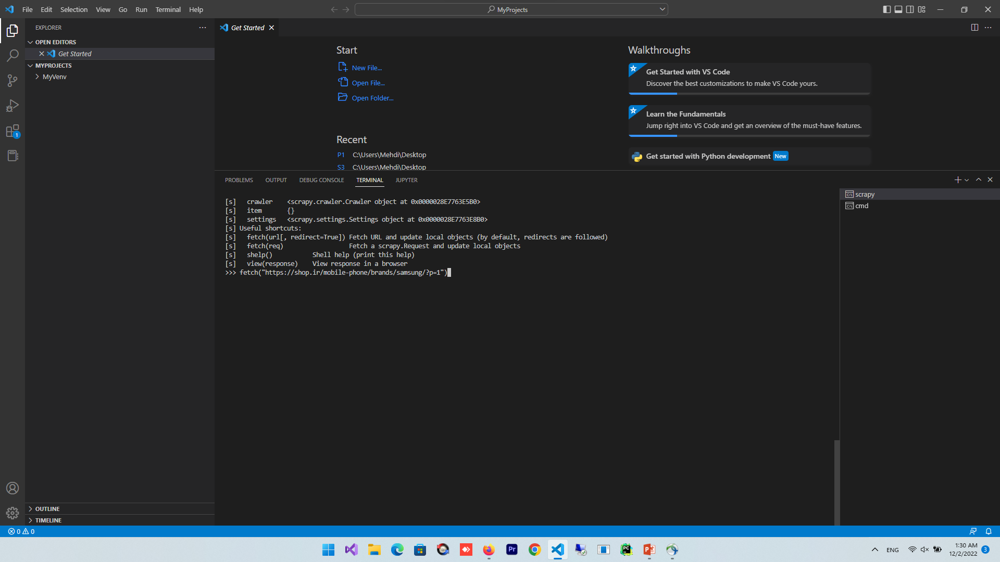 File Edit Selection View Go Run Terminal Help
MyProjects
EXPLORER
OPEN EDITORS
Get Started
MYPROJECTS
MyVenv
OUTLINE
TIMELINE
Get Started
Start
New File...
Open File...
Open Folder...
Recent
P1 C:\Users\Mehdi\Desktop
S3 C:\Users\Mehdi\Desktop
Walkthroughs
Get Started with VS Code
Discover the best customizations to make VS Code yours.
Learn the Fundamentals
Jump right into VS Code and get an overview of the must-have features.
Get started with Python development New
PROBLEMS OUTPUT DEBUG CONSOLE TERMINAL JUPYTER
[s]   crawler    <scrapy.crawler.Crawler object at 0x0000028E7763E5B0>
[s]   item       {}
[s]   settings   <scrapy.settings.Settings object at 0x0000028E7763E8B0>
[s] Useful shortcuts:
[s]   fetch(url[, redirect=True]) Fetch URL and update local objects (by default, redirects are followed)
[s]   fetch(req)                  Fetch a scrapy.Request and update local objects
[s]   shelp()           Shell help (print this help)
[s]   view(response)    View response in a browser
>>> fetch("https://shop.ir/mobile-phone/brands/samsung/?p=1")
scrapy
cmd
1
0 0
Pr
PC
P
ENG
1:30 AM
12/2/2022
3